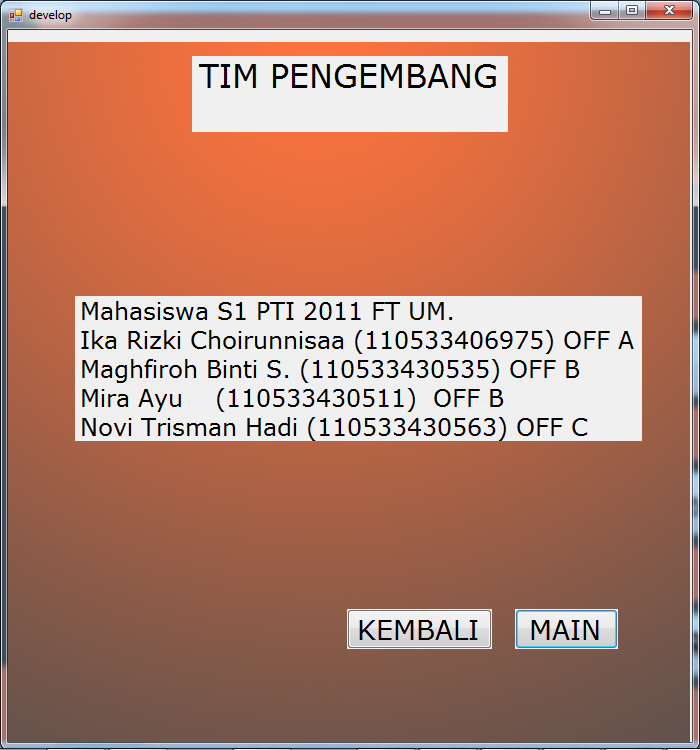 develop
TIM PENGEMBANG
Mahasiswa S1 PTI 2011 FT UM.
Ika Rizki Choirunnisaa (110533406975) OFF A
Maghfiroh Binti S. (110533430535) OFF B
Mira Ayu    (110533430511)  OFF B
Novi Trisman Hadi (110533430563) OFF C
KEMBALI MAIN